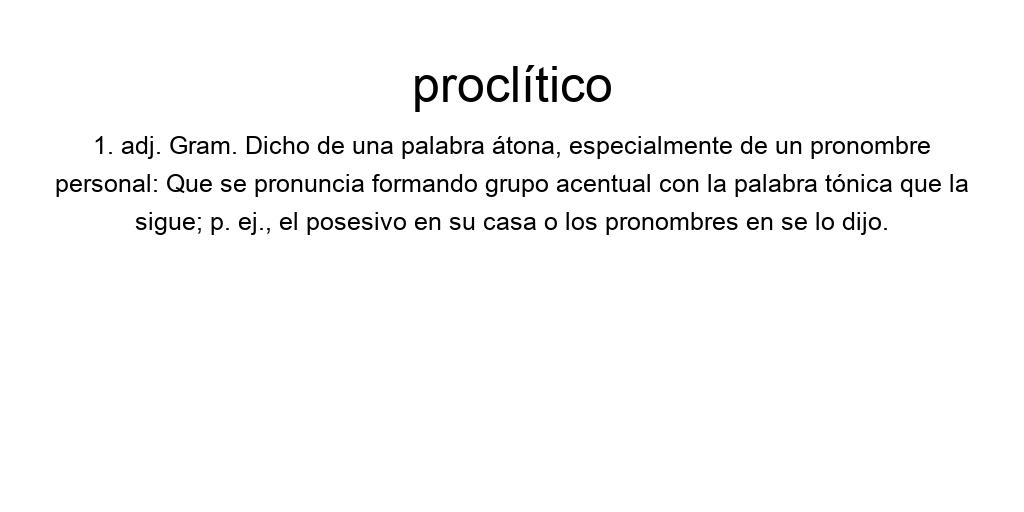 proclítico
1. adj. Gram. Dicho de una palabra átona, especialmente de un pronombre
personal: Que se pronuncia formando grupo acentual con la palabra tónica que la
sigue; p. ej., el posesivo en su casa o los pronombres en se lo dijo.